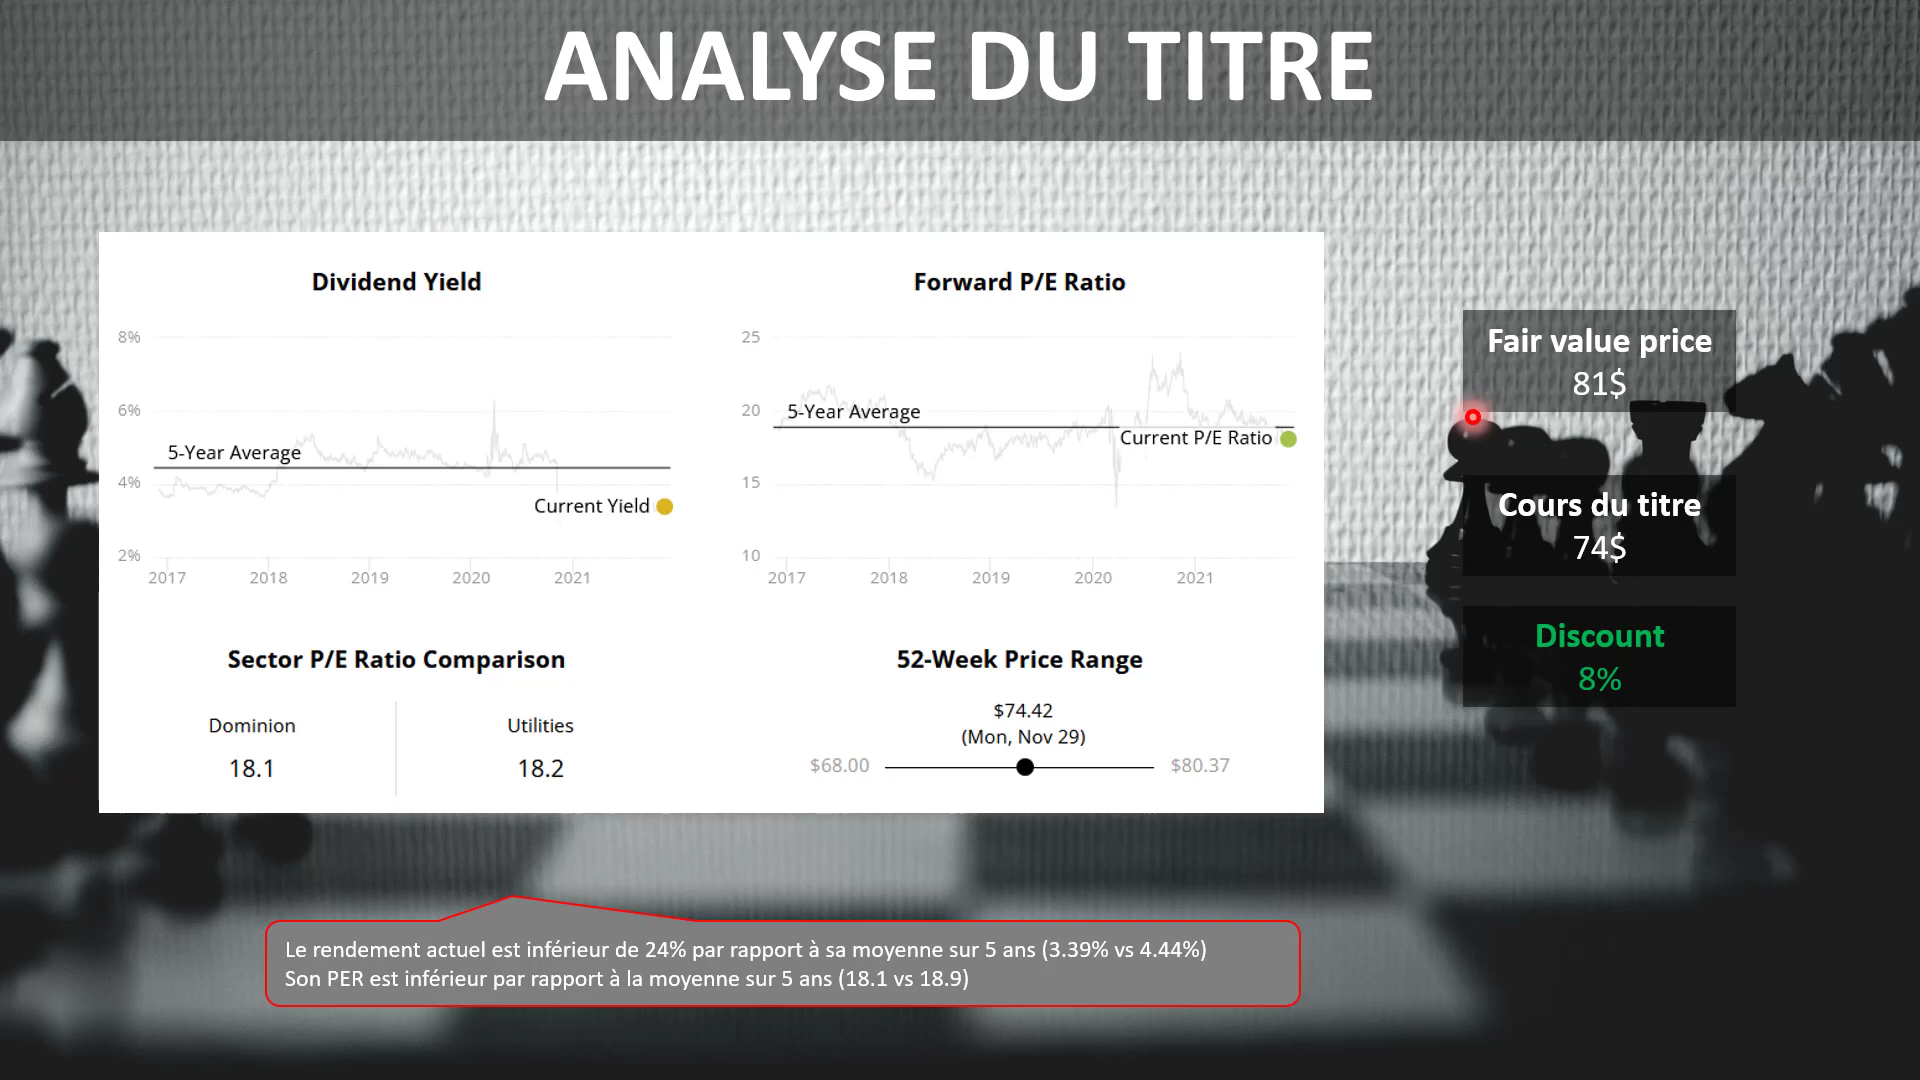 ANALYSE DU TITRE
Dividend Yield
8%
6%
5-Year Average
4%
Current Yield
2%
2017 2018 2019 2020 2021
Forward P/E Ratio
25
20
5-Year Average
Current P/E Ratio
15
10
2017 2018 2019 2020 2021
Sector P/E Ratio Comparison
Dominion
18.1
Utilities
18.2
52-Week Price Range
$74.42
(Mon, Nov 29)
$68.00 $80.37
Fair value price
81$
Cours du titre
74$
Discount
8%
Le rendement actuel est inférieur de 24% par rapport à sa moyenne sur 5 ans (3.39% vs 4.44%)
Son PER est inférieur par rapport à la moyenne sur 5 ans (18.1 vs 18.9)